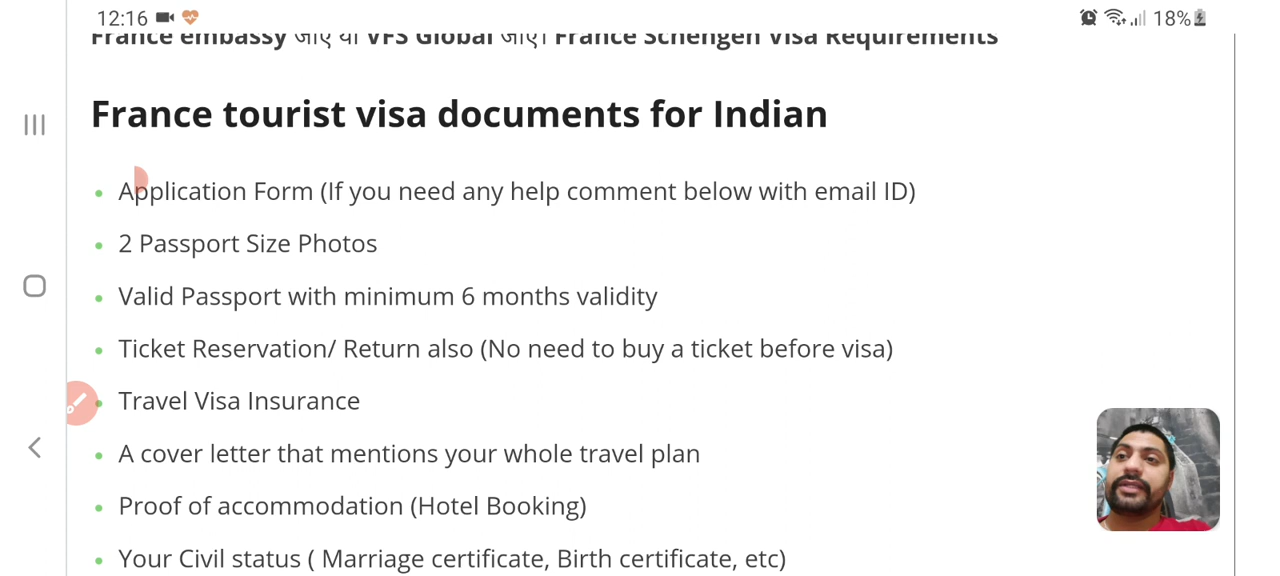 12:16
18%
France embassy जाए या VFS Global जाए। France Schengen Visa Requirements
France tourist visa documents for Indian
Application Form (If you need any help comment below with email ID)
2 Passport Size Photos
Valid Passport with minimum 6 months validity
Ticket Reservation/ Return also (No need to buy a ticket before visa)
Travel Visa Insurance
A cover letter that mentions your whole travel plan
Proof of accommodation (Hotel Booking)
Your Civil status ( Marriage certificate, Birth certificate, etc)